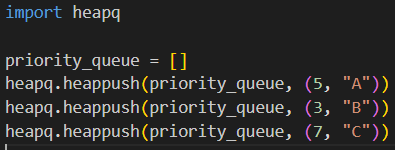 import heapq
priority_queue = []
heapq.heappush(priority_queue, (5, "A"))
heapq.heappush(priority_queue, (3, "B"))
heapq.heappush(priority_queue, (7, "C"))